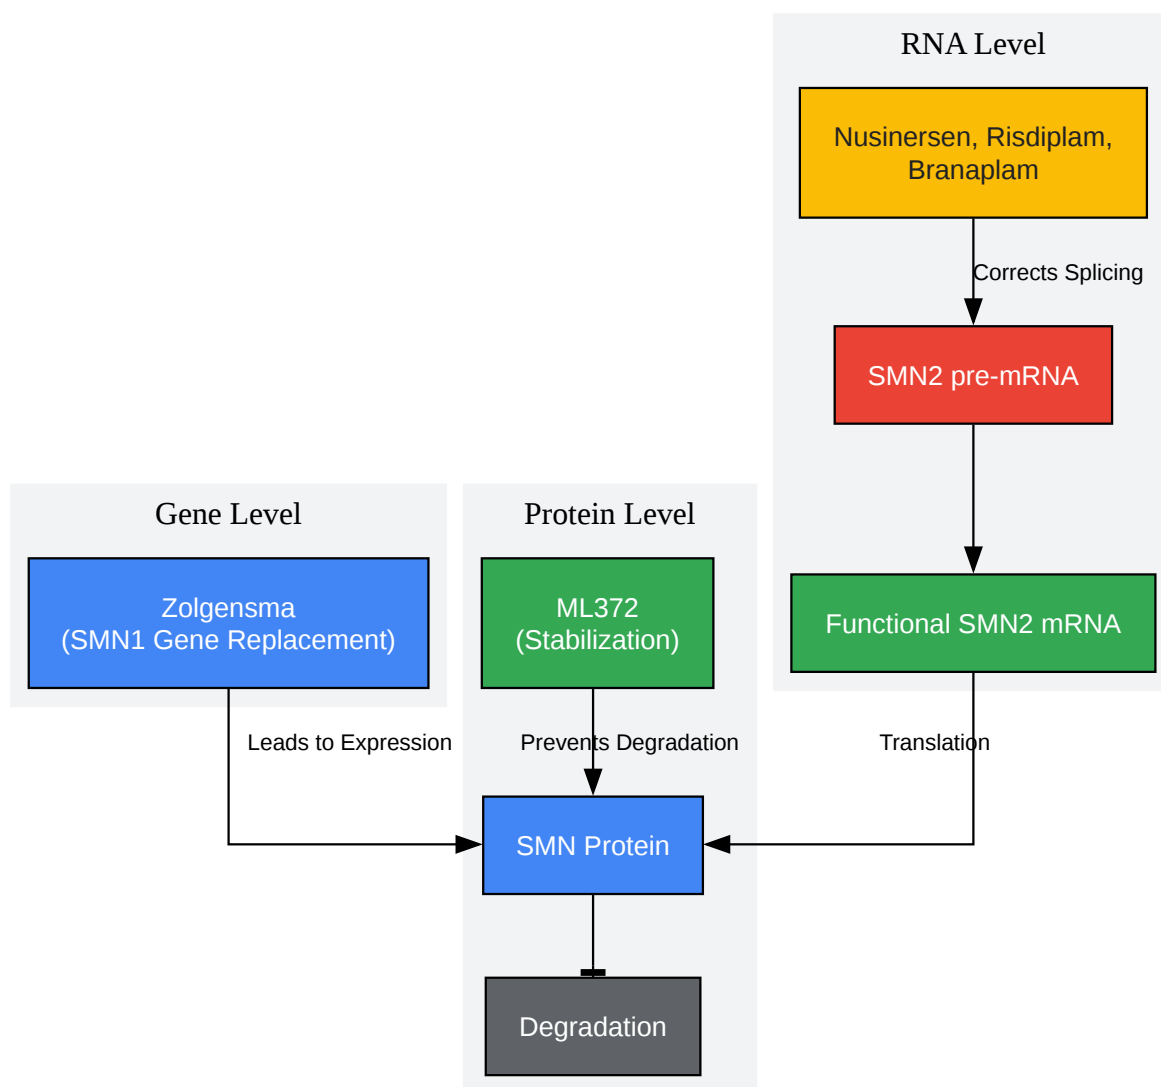 RNA Level
Nusinersen, Risdiplam,
Branaplam
Corrects Splicing
SMN2 pre-mRNA
Gene Level
Protein Level
Zolgensma
(SMN1 Gene Replacement)
ML372
(Stabilization)
Functional SMN2 mRNA
Leads to Expression
Prevents Degradation
Translation
SMN Protein
Degradation